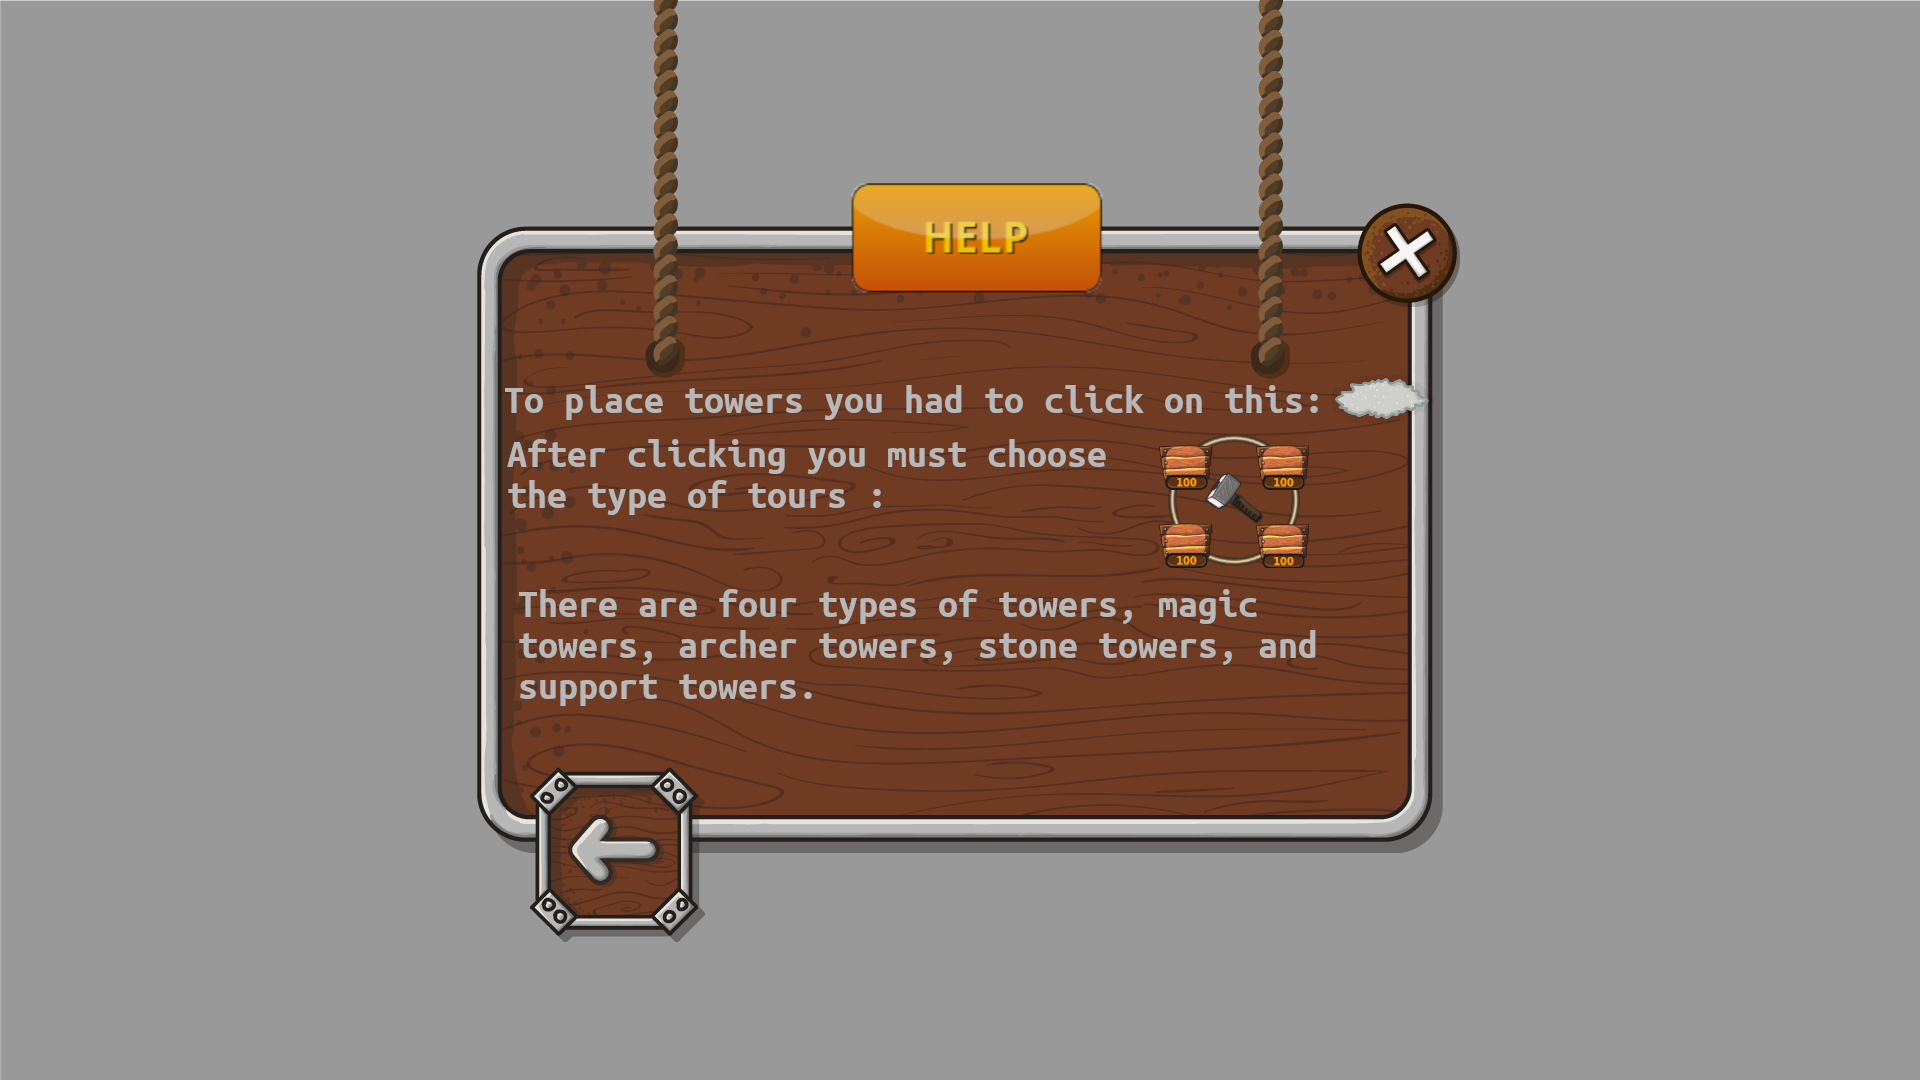 HELP
To place towers you had to click on this:
After clicking you must choose
the type of tours :
100 100
100 100
There are four types of towers, magic
towers, archer towers, stone towers, and
support towers.